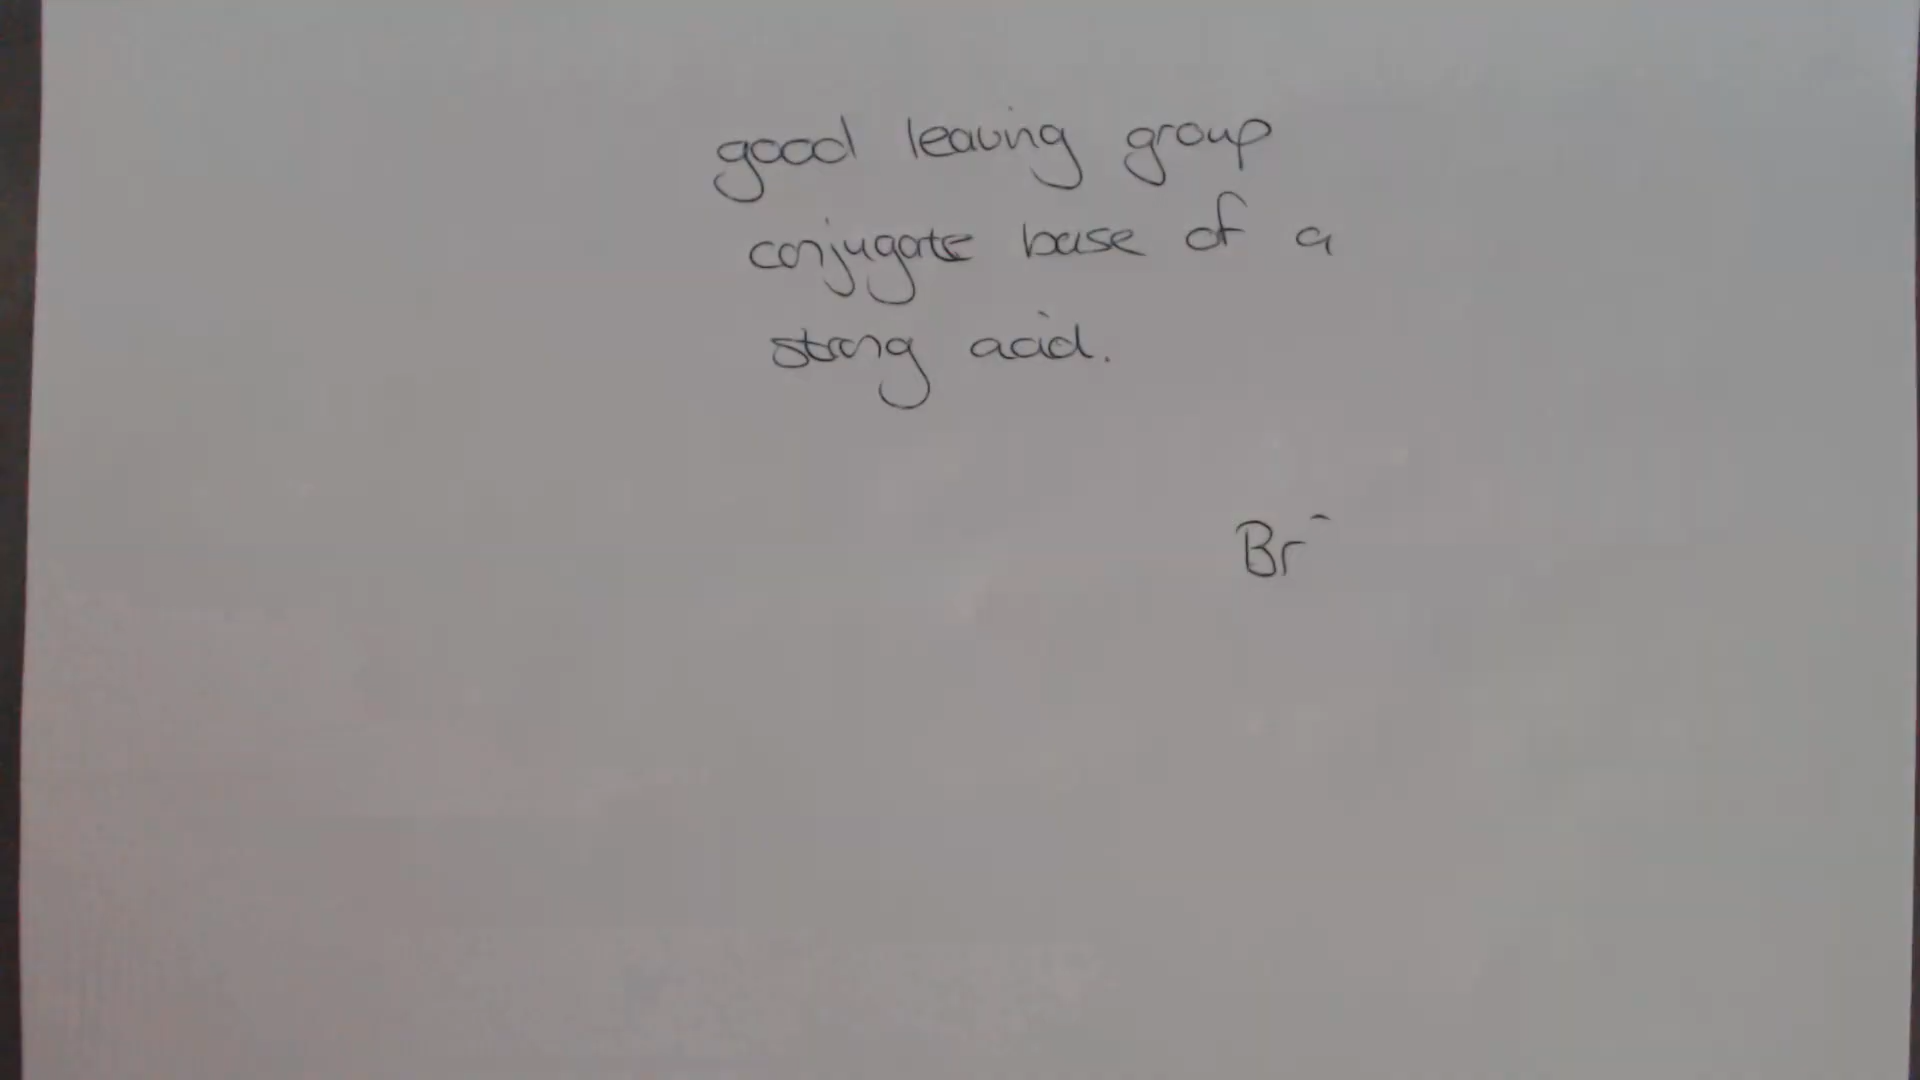 good leaving group
conjugate base of a
strong acid.
Br⁻